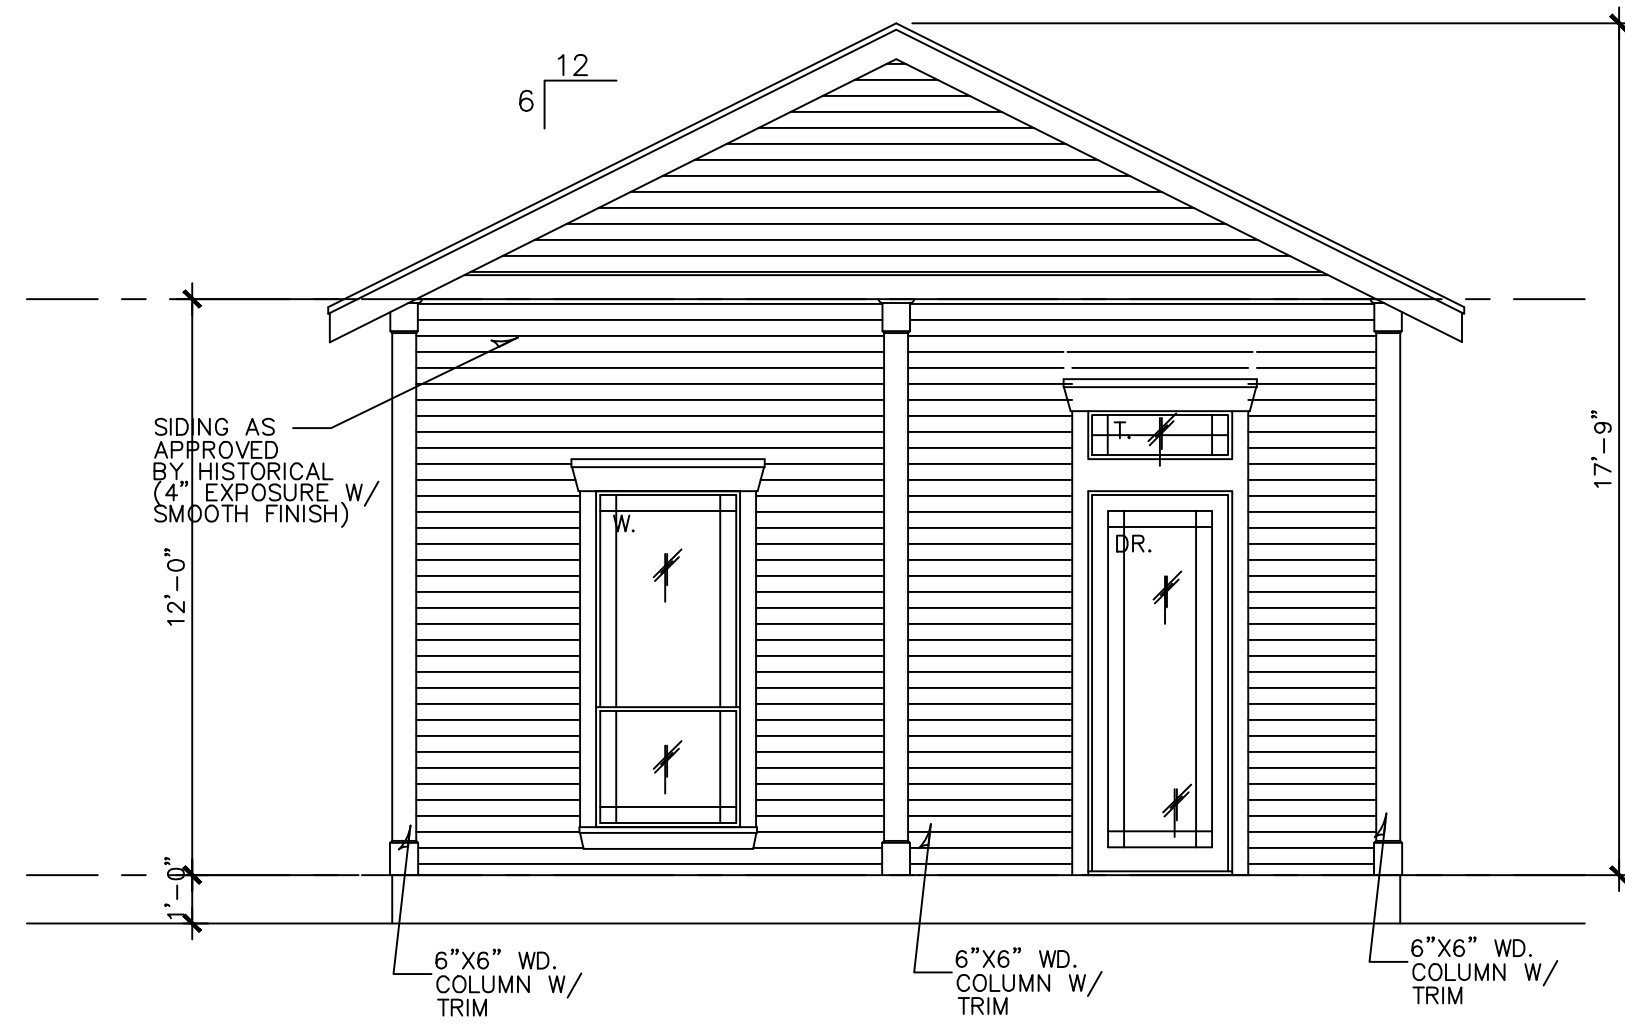 12
6
SIDING AS
APPROVED
BY HISTORICAL
(4" EXPOSURE W/
SMOOTH FINISH)
17'-9"
T.
W.
DR.
12'-0"
1'-0"
6"X6" WD.
COLUMN W/
TRIM
6"X6" WD.
COLUMN W/
TRIM
6"X6" WD.
COLUMN W/
TRIM